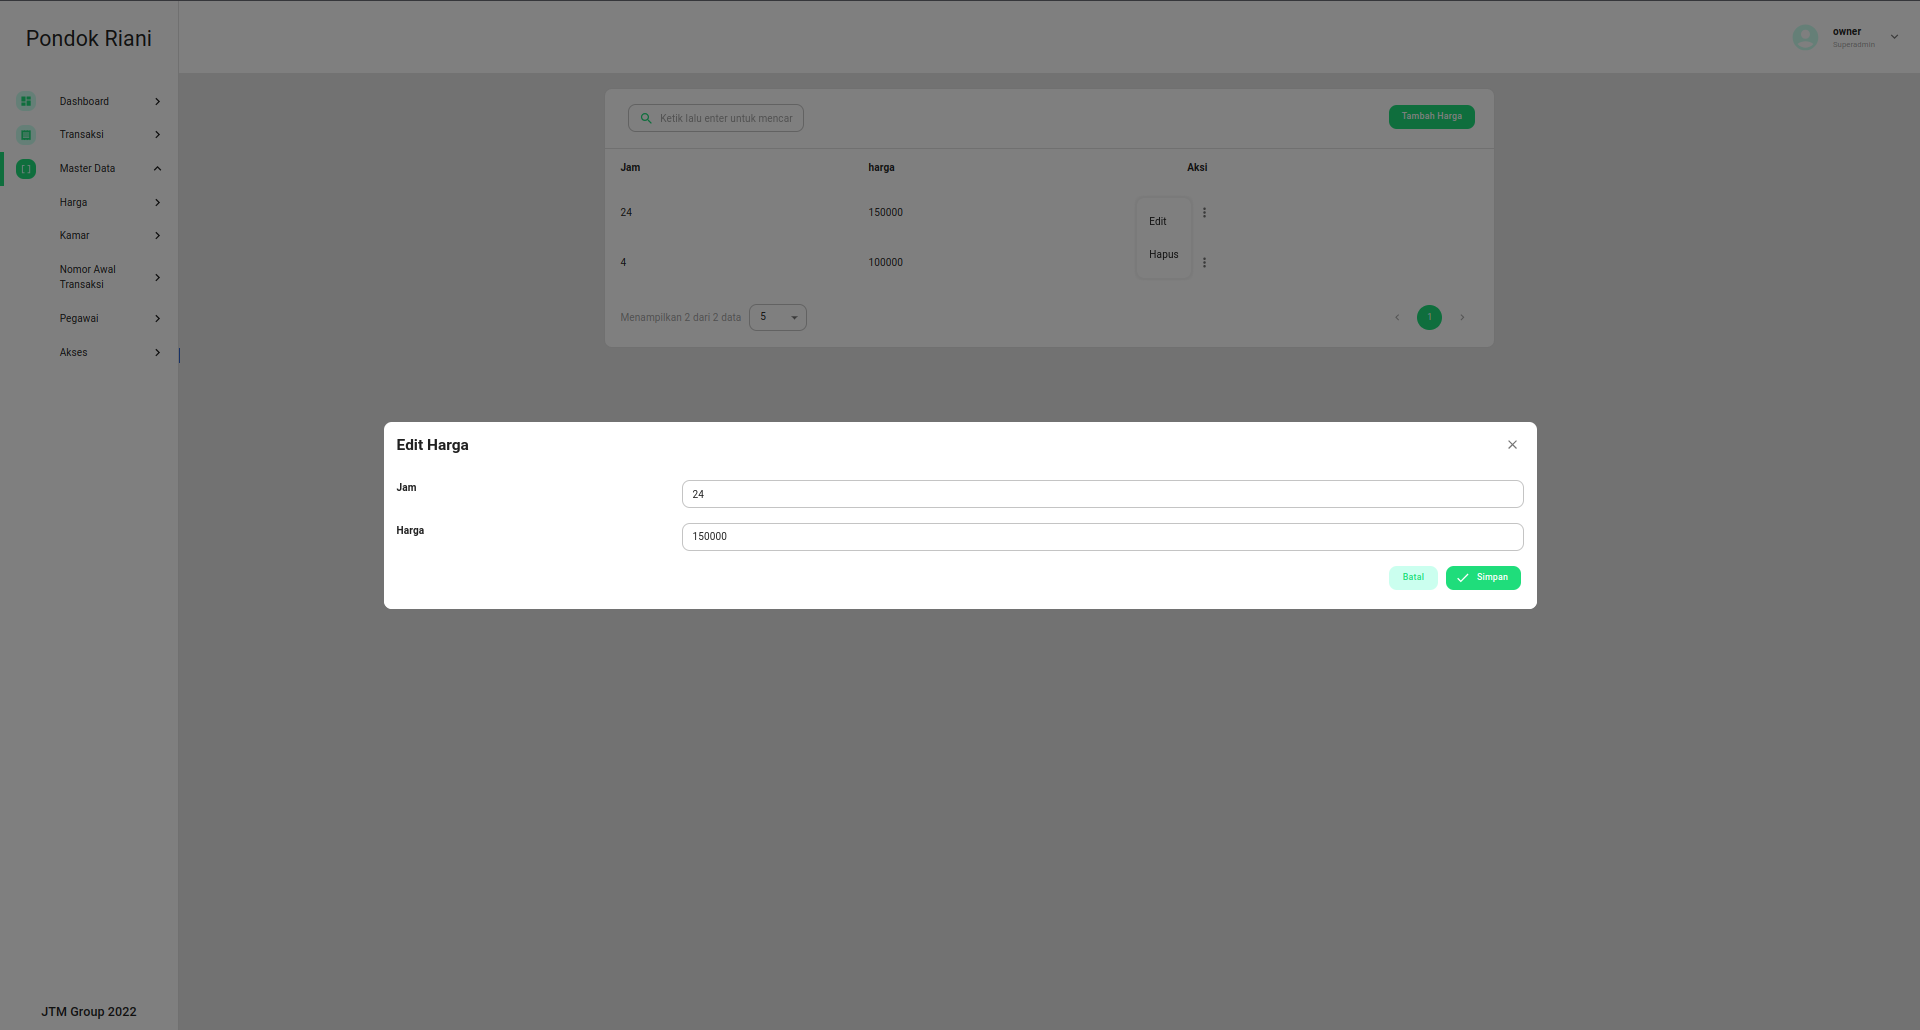 Pondok Riani
owner
Superadmin
Dashboard
Transaksi
Master Data
Harga
Kamar
Nomor Awal
Transaksi
Pegawai
Akses
JTM Group 2022
Ketik lalu enter untuk mencar
Tambah Harga
Jam harga Aksi
24 150000
Edit
Hapus
4 100000
Menampilkan 2 dari 2 data 5
1
Edit Harga
Jam 24
Harga 150000
Batal Simpan